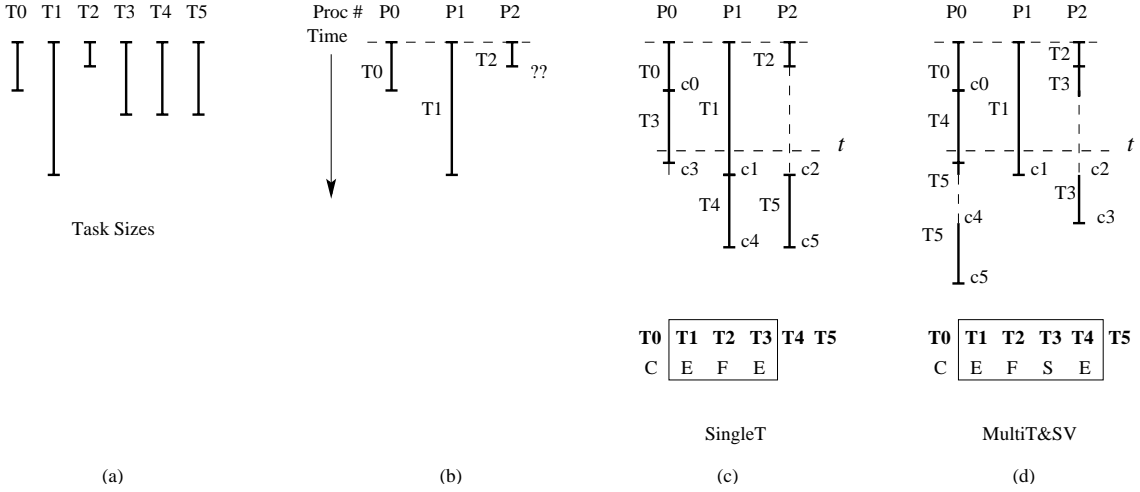 T0 T1 T2 T3 T4 T5
Task Sizes
(a)
Proc # P0 P1 P2
Time
T0
T1
T2
??
(b)
P0 P1 P2
T2
T0
c0
T1
T3
t
c3 c1 c2
T4 T5
c4 c5
T0 T1 T2 T3 T4 T5
C E F E
SingleT
(c)
P0 P1 P2
T2
T0
c0
T3
T1
T4
t
T5 c1 c2
T3
c4 c3
T5
c5
T0 T1 T2 T3 T4 T5
C E F S E
MultiT&SV
(d)